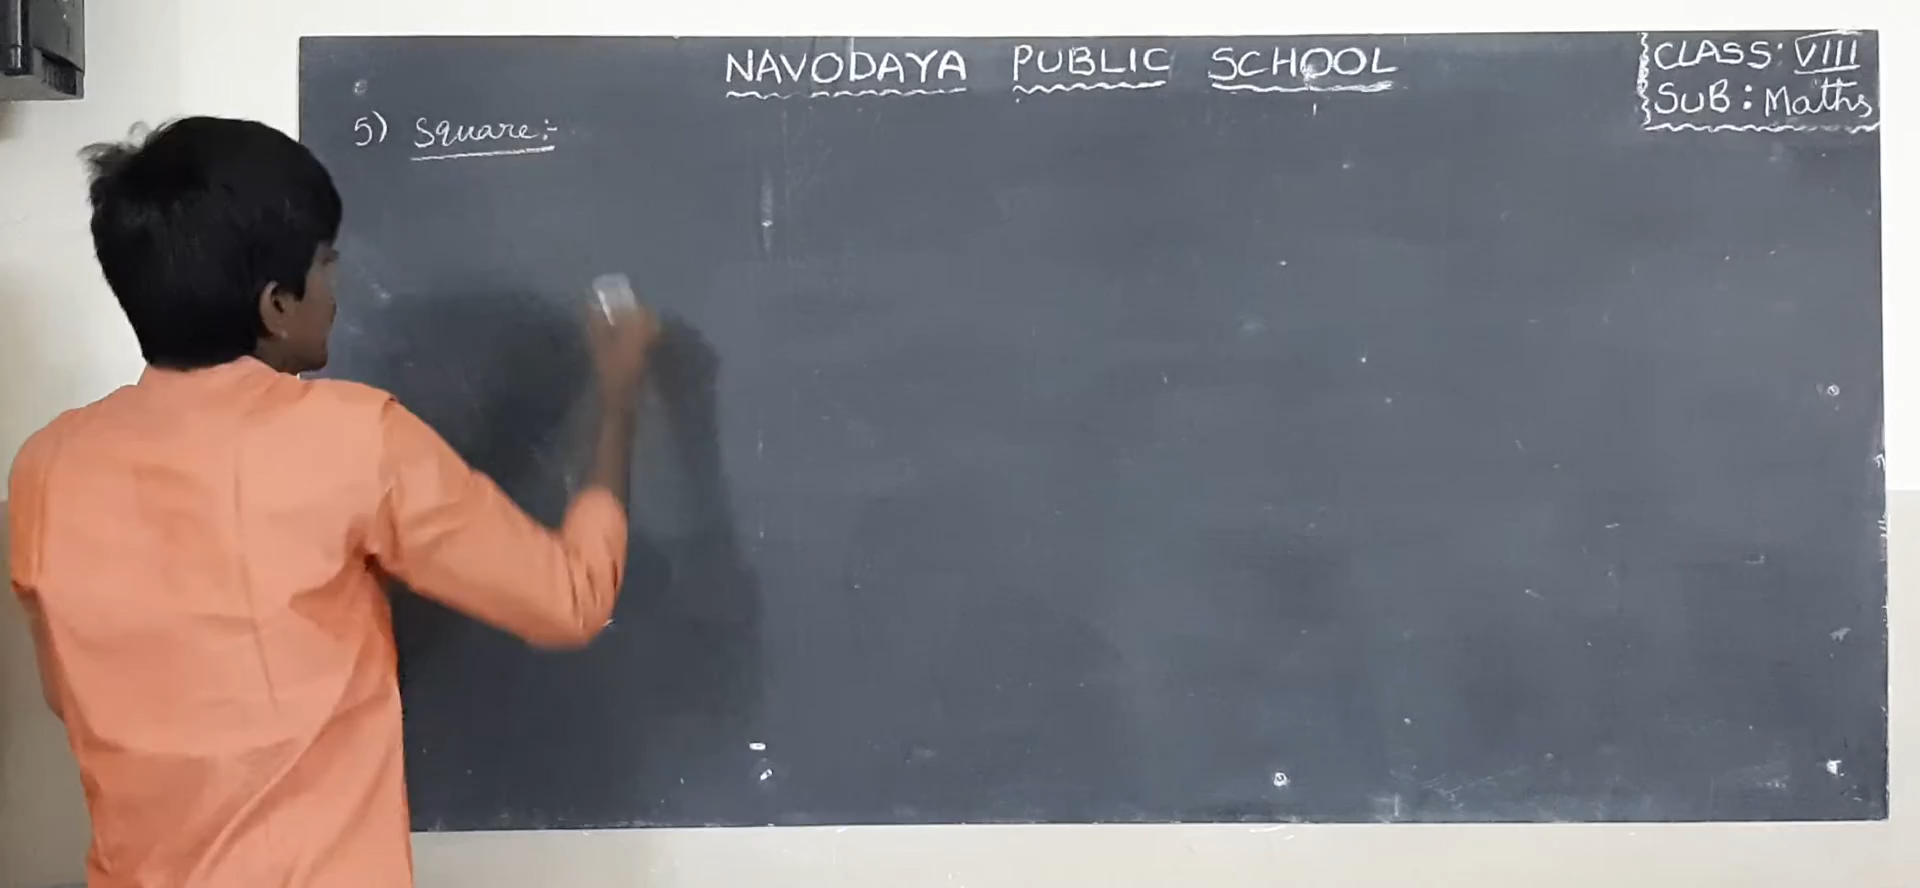 NAVODAYA PUBLIC SCHOOL
CLASS: VIII
SUB: Maths
5) Square:-